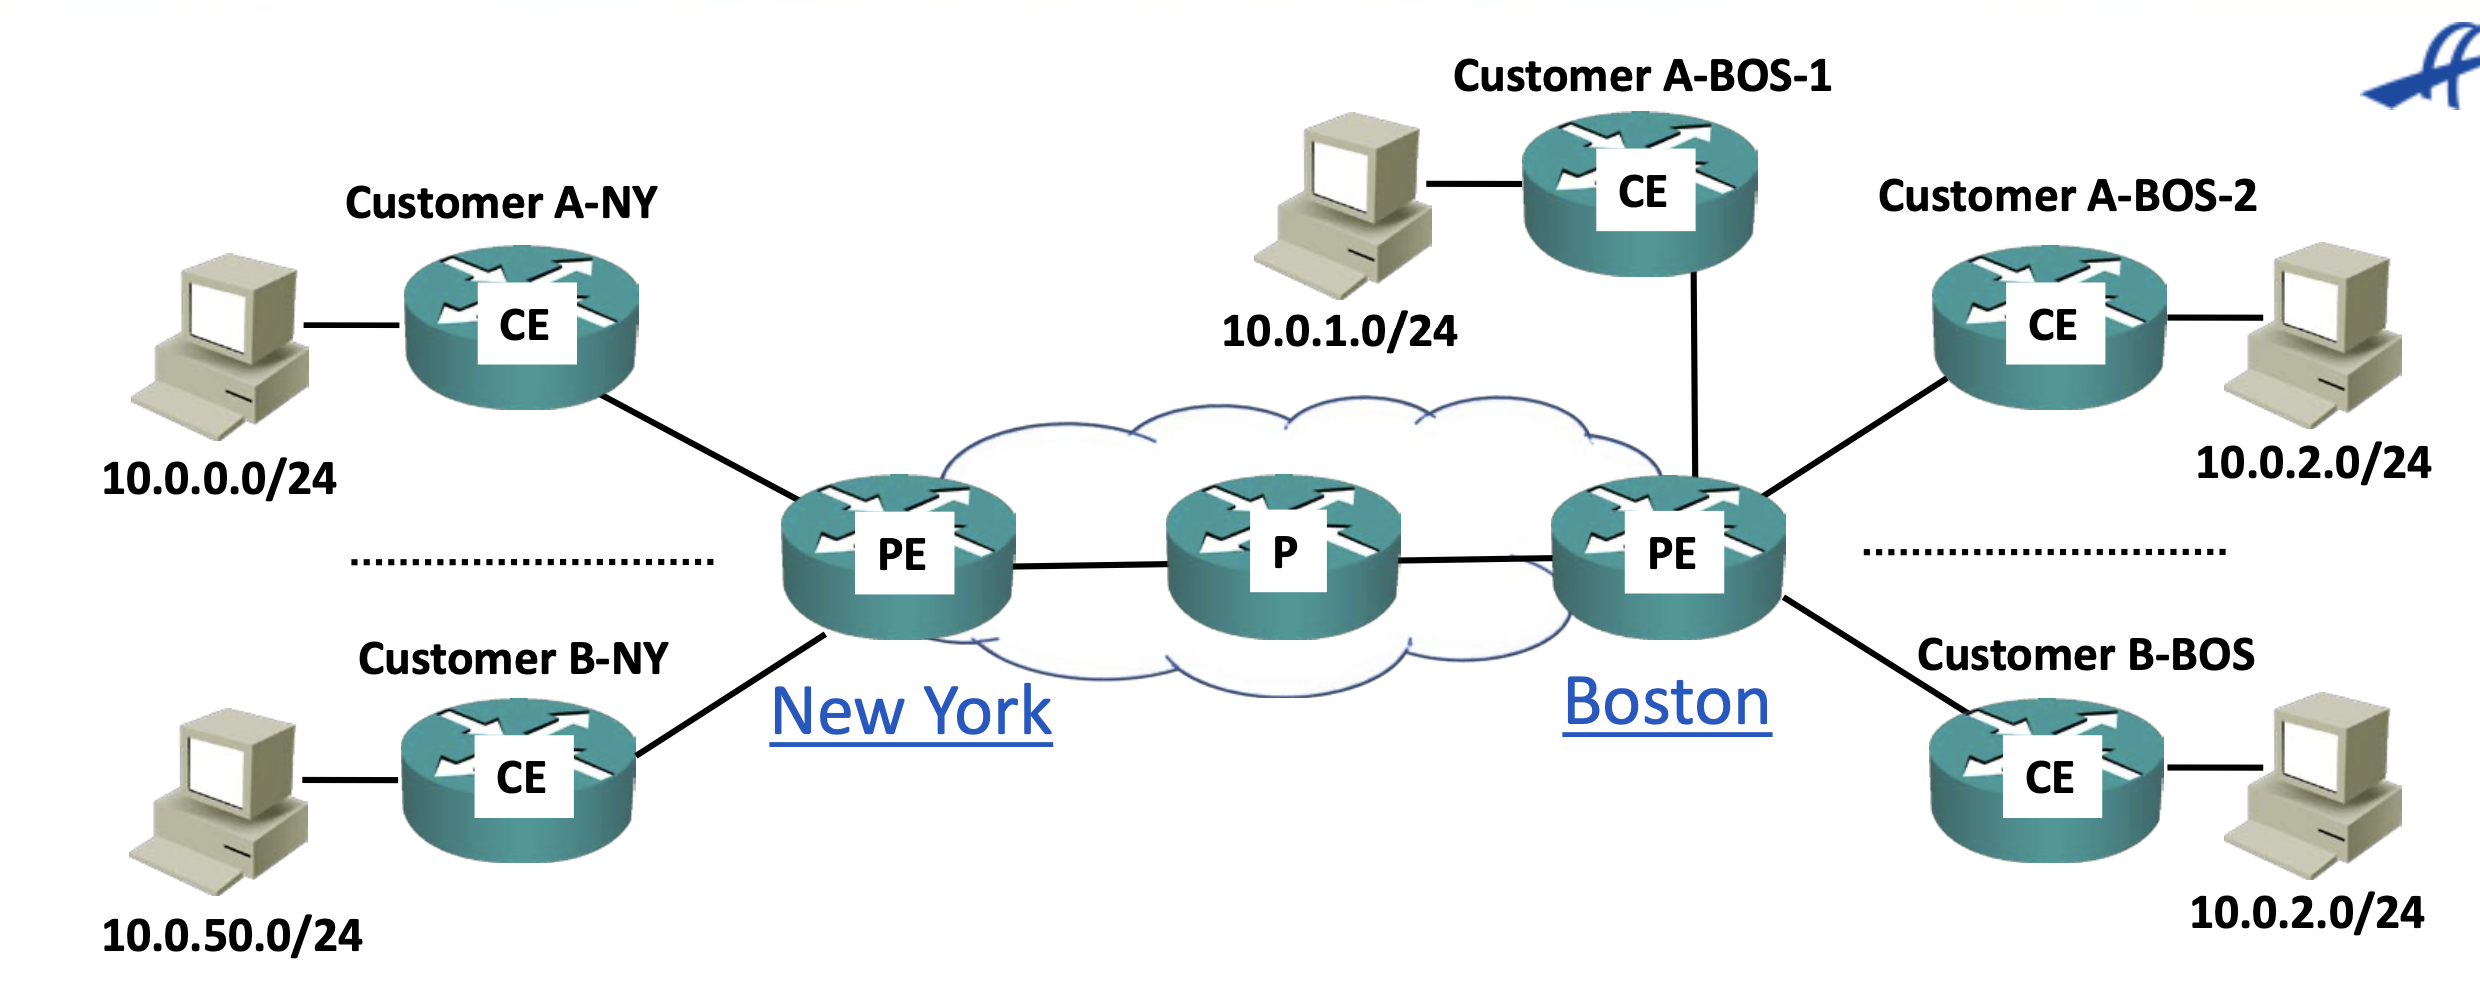 Customer A-BOS-1
CE
Customer A-NY
Customer A-BOS-2
CE
CE
10.0.1.0/24
10.0.0.0/24
10.0.2.0/24
PE
P
PE
Customer B-NY
Customer B-BOS
New York
Boston
CE
CE
10.0.50.0/24
10.0.2.0/24